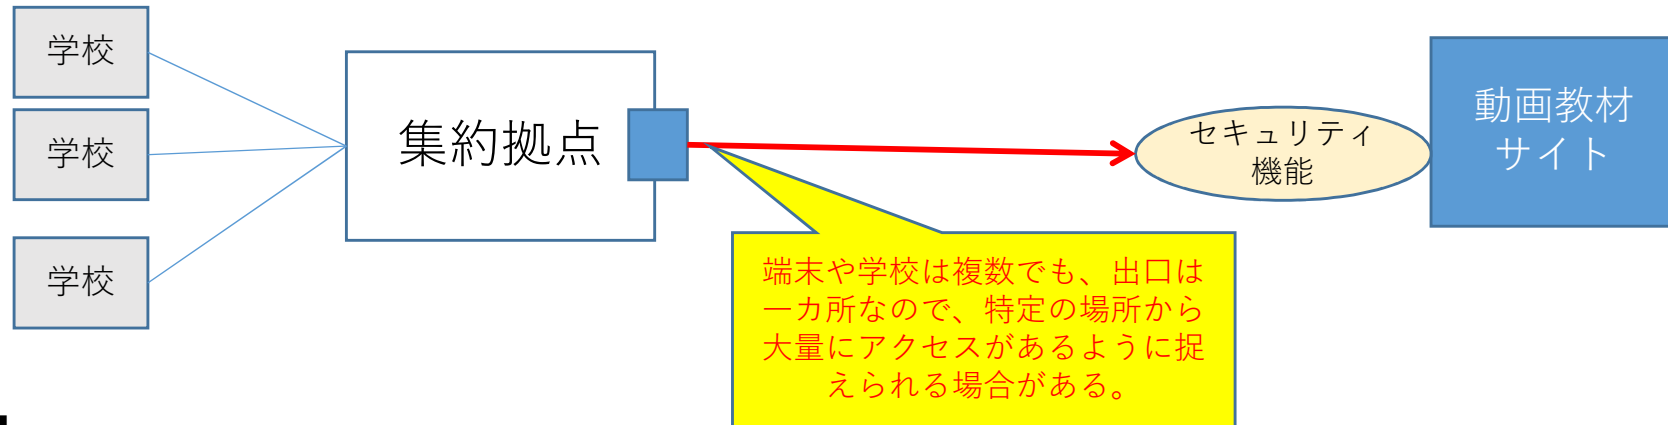 学校
学校
学校
集約拠点
セキュリティ
機能
動画教材
サイト
端末や学校は複数でも、出口は
一カ所なので、特定の場所から
大量にアクセスがあるように捉
えられる場合がある。